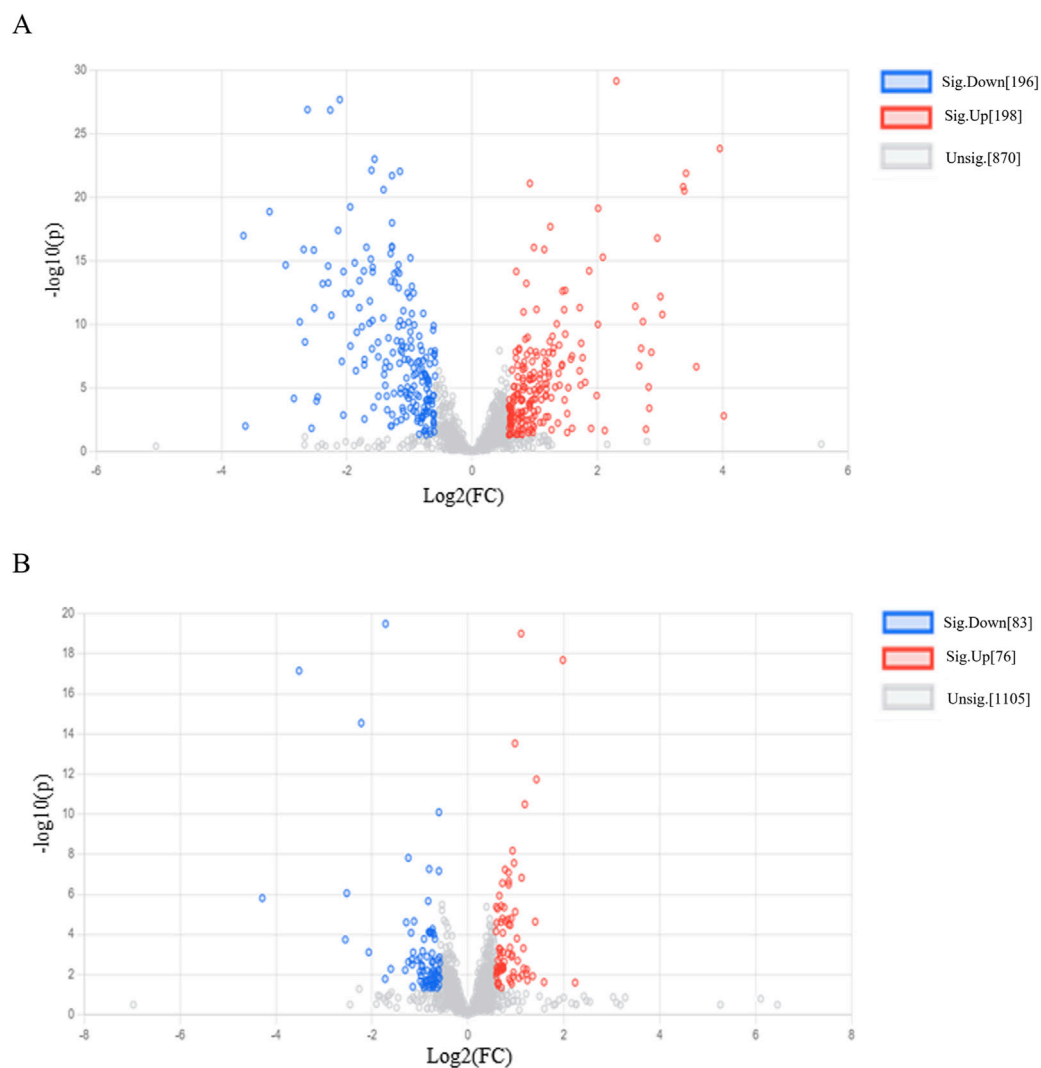 A
30
25
20
15
10
5
0
-log10(p)
-6
-4
-2
0
2
4
6
Log2(FC)
Sig.Down[196]
Sig.Up[198]
Unsig.[870]
B
20
18
16
14
12
10
8
6
4
2
0
-log10(p)
-8
-6
-4
-2
0
2
4
6
8
Log2(FC)
Sig.Down[83]
Sig.Up[76]
Unsig.[1105]